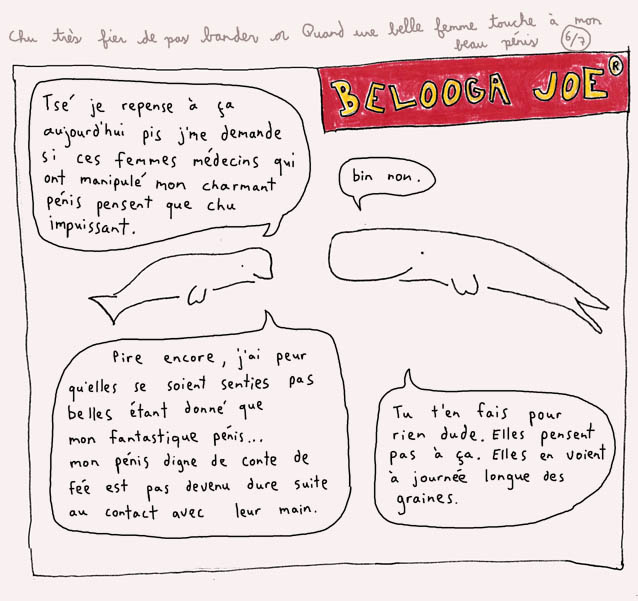 Chu très fier de pas bander or Quand une belle femme touche à mon
beau pénis 6/7
BELOOGA JOE ®
Tsé je repense à ça
aujourd'hui pis j'me demande
si ces femmes médecins qui
ont manipulé mon charmant
pénis pensent que chu
impuissant.
bin non.
Pire encore, j'ai peur
qu'elles se soient senties pas
belles étant donné que
mon fantastique pénis...
mon pénis digne de conte de
fée est pas devenu dure suite
au contact avec leur main.
Tu t'en fais pour
rien dude. Elles pensent
pas à ça. Elles en voient
à journée longue des
graines.